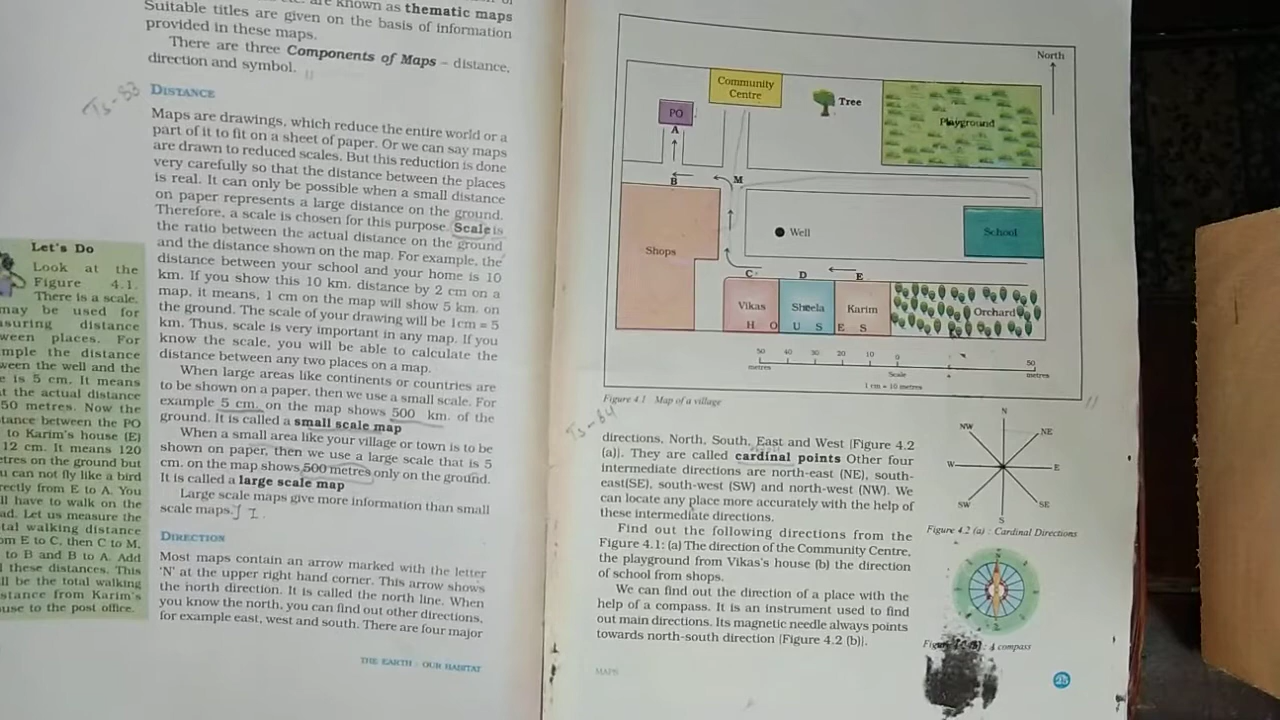 are known as thematic maps
Suitable titles are given on the basis of information
provided in these maps.
There are three Components of Maps – distance,
direction and symbol.
Ts-53
DISTANCE
Maps are drawings, which reduce the entire world or a
part of it to fit on a sheet of paper. Or we can say maps
are drawn to reduced scales. But this reduction is done
very carefully so that the distance between the places
is real. It can only be possible when a small distance
on paper represents a large distance on the ground.
Therefore, a scale is chosen for this purpose. Scale is
the ratio between the actual distance on the ground
and the distance shown on the map. For example, the
distance between your school and your home is 10
km. If you show this 10 km. distance by 2 cm on a
map, it means, 1 cm on the map will show 5 km. on
the ground. The scale of your drawing will be 1cm = 5
km. Thus, scale is very important in any map. If you
know the scale, you will be able to calculate the
distance between any two places on a map.
When large areas like continents or countries are
to be shown on a paper, then we use a small scale. For
example 5 cm. on the map shows 500 km. of the
ground. It is called a small scale map
When a small area like your village or town is to be
shown on paper, then we use a large scale that is 5
cm. on the map shows 500 metres only on the ground.
It is called a large scale map
Large scale maps give more information than small
scale maps.
DIRECTION
Most maps contain an arrow marked with the letter
'N' at the upper right hand corner. This arrow shows
the north direction. It is called the north line. When
you know the north, you can find out other directions,
for example east, west and south. There are four major
THE EARTH : OUR HABITAT
Let's Do
Look at the
Figure 4.1.
There is a scale.
may be used for
suring distance
ween places. For
mple the distance
ween the well and the
e is 5 cm. It means
t the actual distance
50 metres. Now the
tance between the PO
to Karim's house (E)
12 cm. It means 120
etres on the ground but
u can not fly like a bird
rectly from E to A. You
ll have to walk on the
ad. Let us measure the
tal walking distance
om E to C, then C to M,
to B and B to A. Add
l these distances. This
ll be the total walking
stance from Karim's
use to the post office.
North
Community
Centre
Tree
Playground
PO
A
B
M
Shops
Well
School
C
D
E
Vikas
Sheela
Karim
Orchard
H O U S E S
50 40 30 20 10 0 50
metres Scale metres
1 cm = 10 metres
Figure 4.1 Map of a village
Ts-54
directions, North, South, East and West [Figure 4.2
(a)]. They are called cardinal points Other four
intermediate directions are north-east (NE), south-
east(SE), south-west (SW) and north-west (NW). We
can locate any place more accurately with the help of
these intermediate directions.
Find out the following directions from the
Figure 4.1: (a) The direction of the Community Centre,
the playground from Vikas's house (b) the direction
of school from shops.
We can find out the direction of a place with the
help of a compass. It is an instrument used to find
out main directions. Its magnetic needle always points
towards north-south direction [Figure 4.2 (b)].
N
NW
NE
W
E
SW
SE
S
Figure 4.2 (a) : Cardinal Directions
A compass
MAPS
25